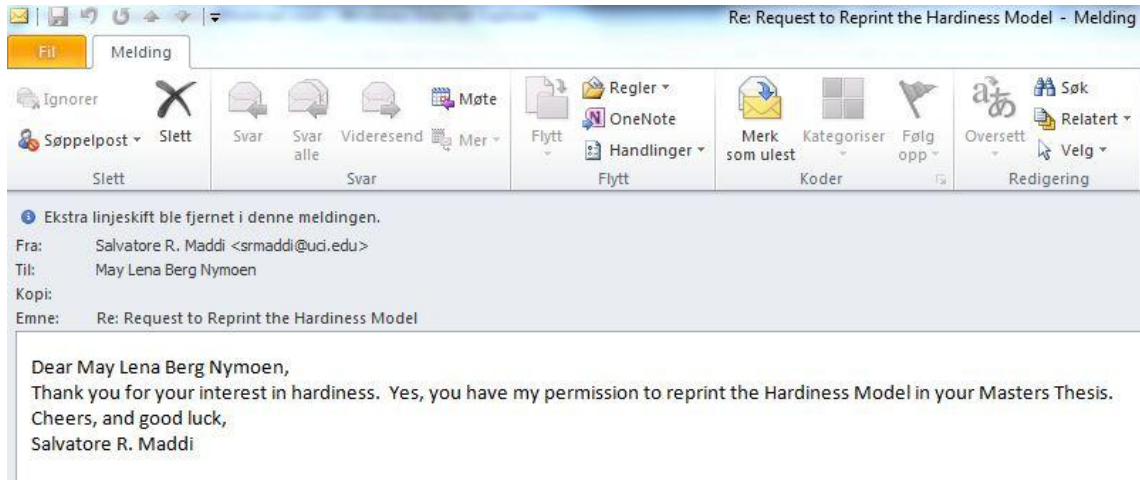 Re: Request to Reprint the Hardiness Model - Melding
Fil Melding
Ignorer
Søppelpost
Slett
Svar
Svar alle
Videresend
Møte
Mer
Flytt
Regler
OneNote
Handlinger
Merk som ulest
Kategoriser
Følg opp
Oversett
Søk
Relatert
Velg
Slett Svar Flytt Koder Redigering
Ekstra linjeskift ble fjernet i denne meldingen.
Fra: Salvatore R. Maddi <srmaddi@uci.edu>
Til: May Lena Berg Nymoen
Kopi:
Emne: Re: Request to Reprint the Hardiness Model
Dear May Lena Berg Nymoen,
Thank you for your interest in hardiness.  Yes, you have my permission to reprint the Hardiness Model in your Masters Thesis.
Cheers, and good luck,
Salvatore R. Maddi